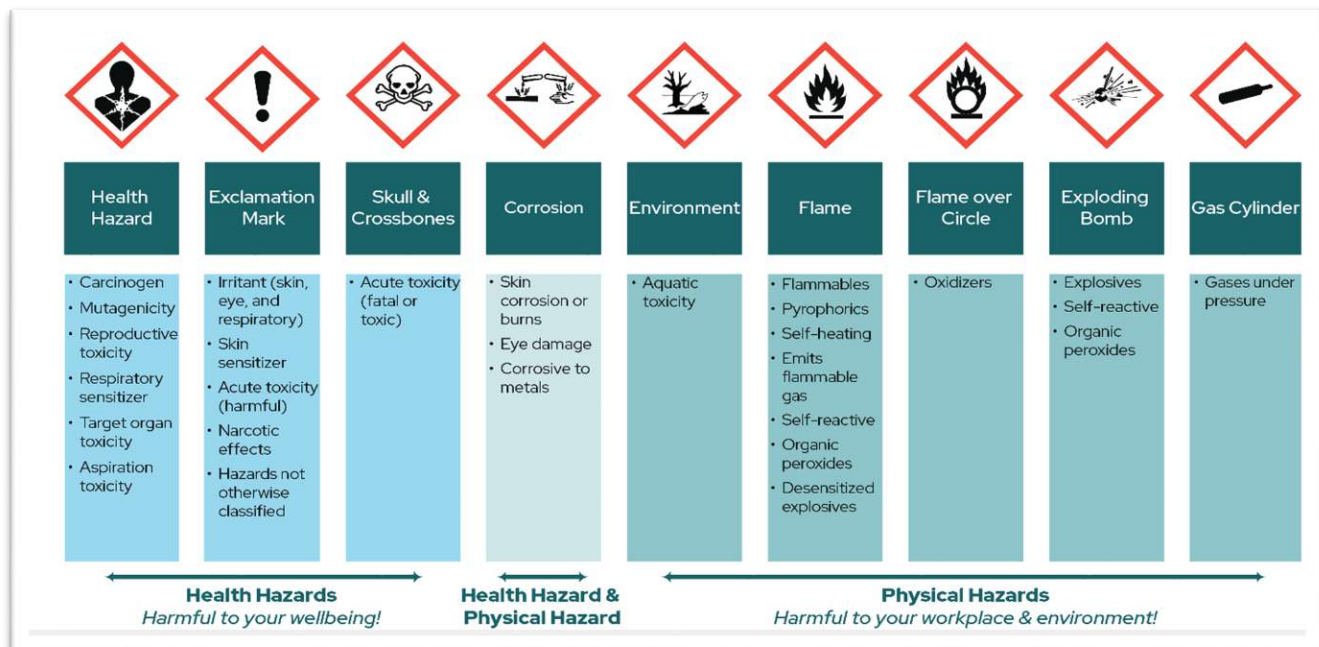 Health
Hazard
Exclamation
Mark
Skull &
Crossbones
Corrosion
Environment
Flame
Flame over
Circle
Exploding
Bomb
Gas Cylinder
• Carcinogen
• Mutagenicity
• Reproductive
toxicity
• Respiratory
sensitizer
• Target organ
toxicity
• Aspiration
toxicity
• Irritant (skin,
eye, and
respiratory)
• Skin
sensitizer
• Acute toxicity
(harmful)
• Narcotic
effects
• Hazards not
otherwise
classified
• Acute toxicity
(fatal or
toxic)
• Skin
corrosion or
burns
• Eye damage
• Corrosive to
metals
• Aquatic
toxicity
• Flammables
• Pyrophorics
• Self-heating
• Emits
flammable
gas
• Self-reactive
• Organic
peroxides
• Desensitized
explosives
• Oxidizers
• Explosives
• Self-reactive
• Organic
peroxides
• Gases under
pressure
Health Hazards
Harmful to your wellbeing!
Health Hazard &
Physical Hazard
Physical Hazards
Harmful to your workplace & environment!